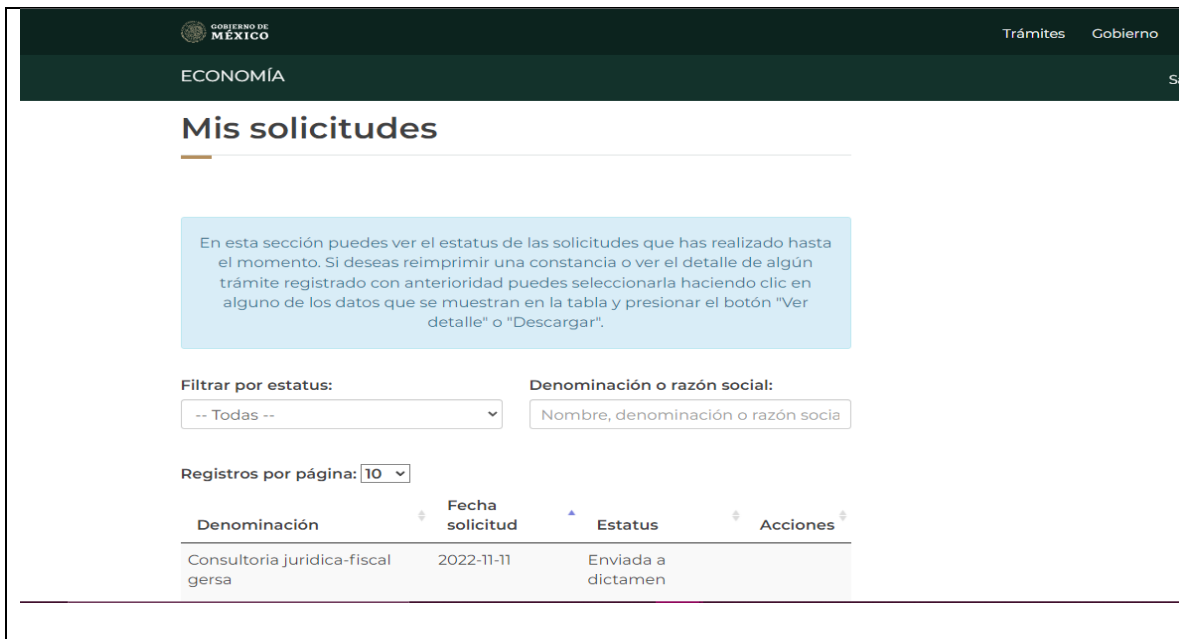 GOBIERNO DE
MÉXICO
Trámites Gobierno
ECONOMÍA
Mis solicitudes
En esta sección puedes ver el estatus de las solicitudes que has realizado hasta
el momento. Si deseas reimprimir una constancia o ver el detalle de algún
trámite registrado con anterioridad puedes seleccionarla haciendo clic en
alguno de los datos que se muestran en la tabla y presionar el botón "Ver
detalle" o "Descargar".
Filtrar por estatus: Denominación o razón social:
-- Todas -- Nombre, denominación o razón socia
Registros por página: 10
Fecha
Denominación solicitud Estatus Acciones
Consultoria juridica-fiscal 2022-11-11 Enviada a
gersa dictamen